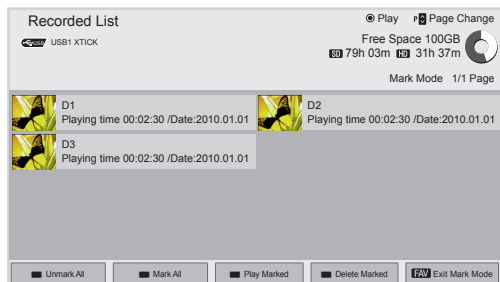 Recorded List
Play P Page Change
USB USB1 XTICK
Free Space 100GB
SD 79h 03m HD 31h 37m
Mark Mode 1/1 Page
D1
Playing time 00:02:30 /Date:2010.01.01
D2
Playing time 00:02:30 /Date:2010.01.01
D3
Playing time 00:02:30 /Date:2010.01.01
Unmark All
Mark All
Play Marked
Delete Marked
FAV Exit Mark Mode